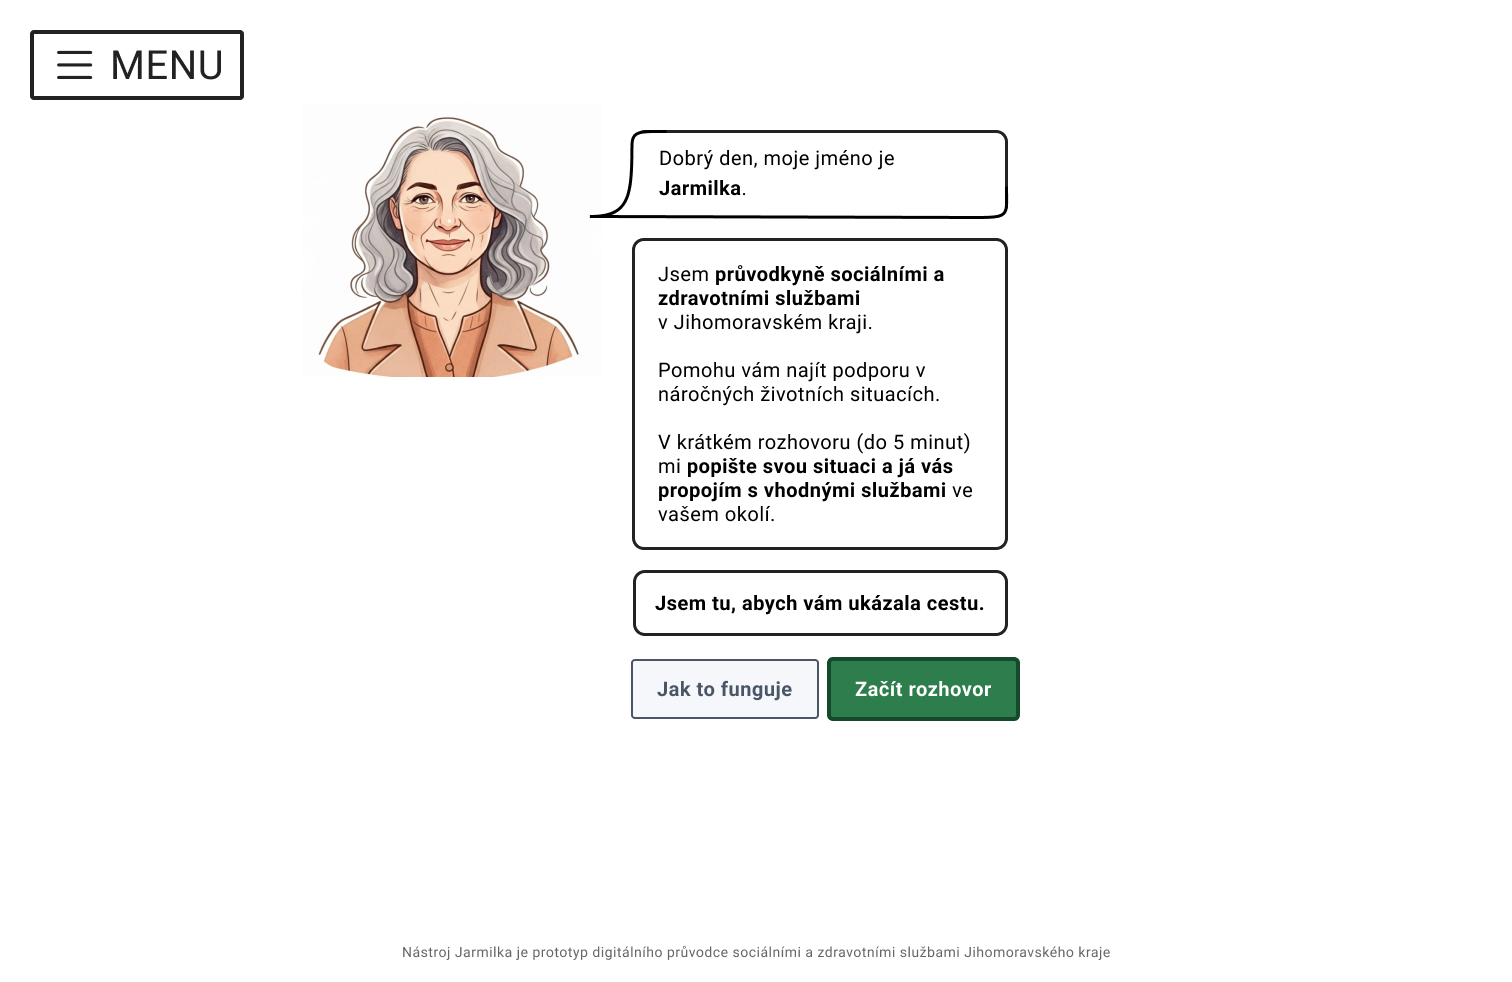 MENU
Dobrý den, moje jméno je
Jarmilka.
Jsem průvodkyně sociálními a
zdravotními službami
v Jihomoravském kraji.
Pomohu vám najít podporu v
náročných životních situacích.
V krátkém rozhovoru (do 5 minut)
mi popište svou situaci a já vás
propojím s vhodnými službami ve
vašem okolí.
Jsem tu, abych vám ukázala cestu.
Jak to funguje
Začít rozhovor
Nástroj Jarmilka je prototyp digitálního průvodce sociálními a zdravotními službami Jihomoravského kraje